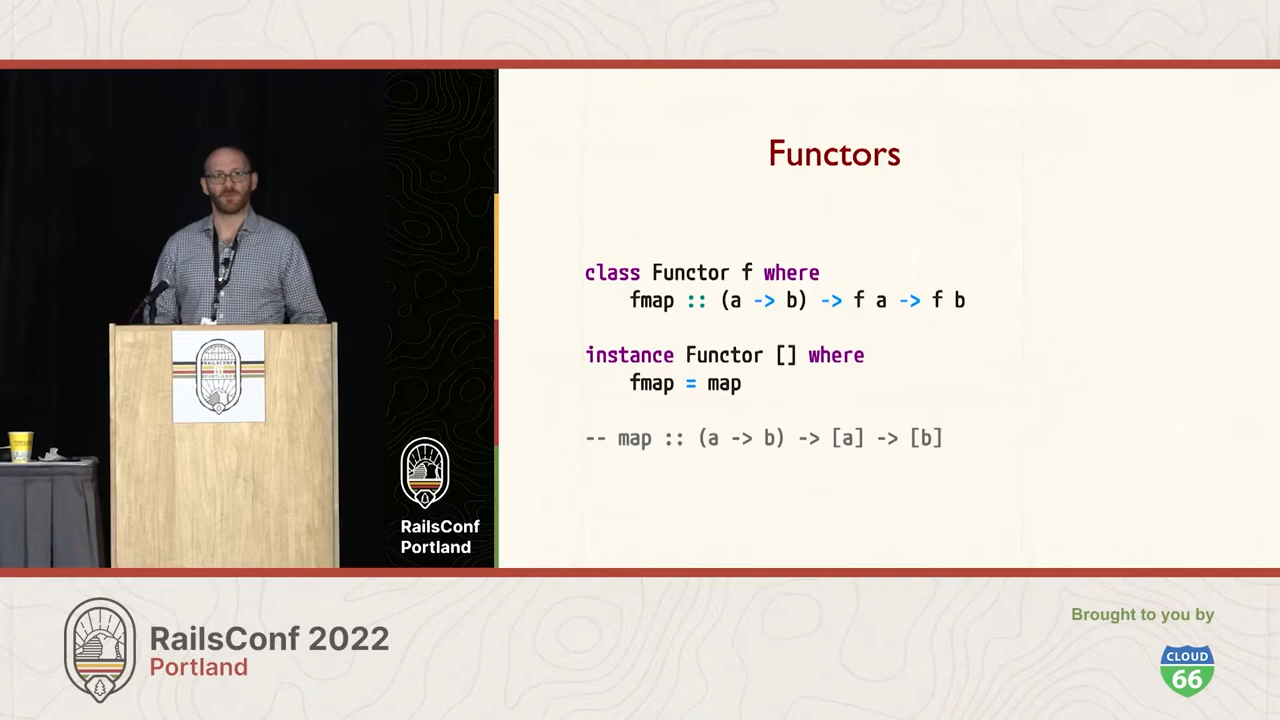 Functors
class Functor f where
fmap :: (a -> b) -> f a -> f b
instance Functor [] where
fmap = map
-- map :: (a -> b) -> [a] -> [b]
RailsConf
Portland
RailsConf 2022
Portland
Brought to you by
CLOUD
66